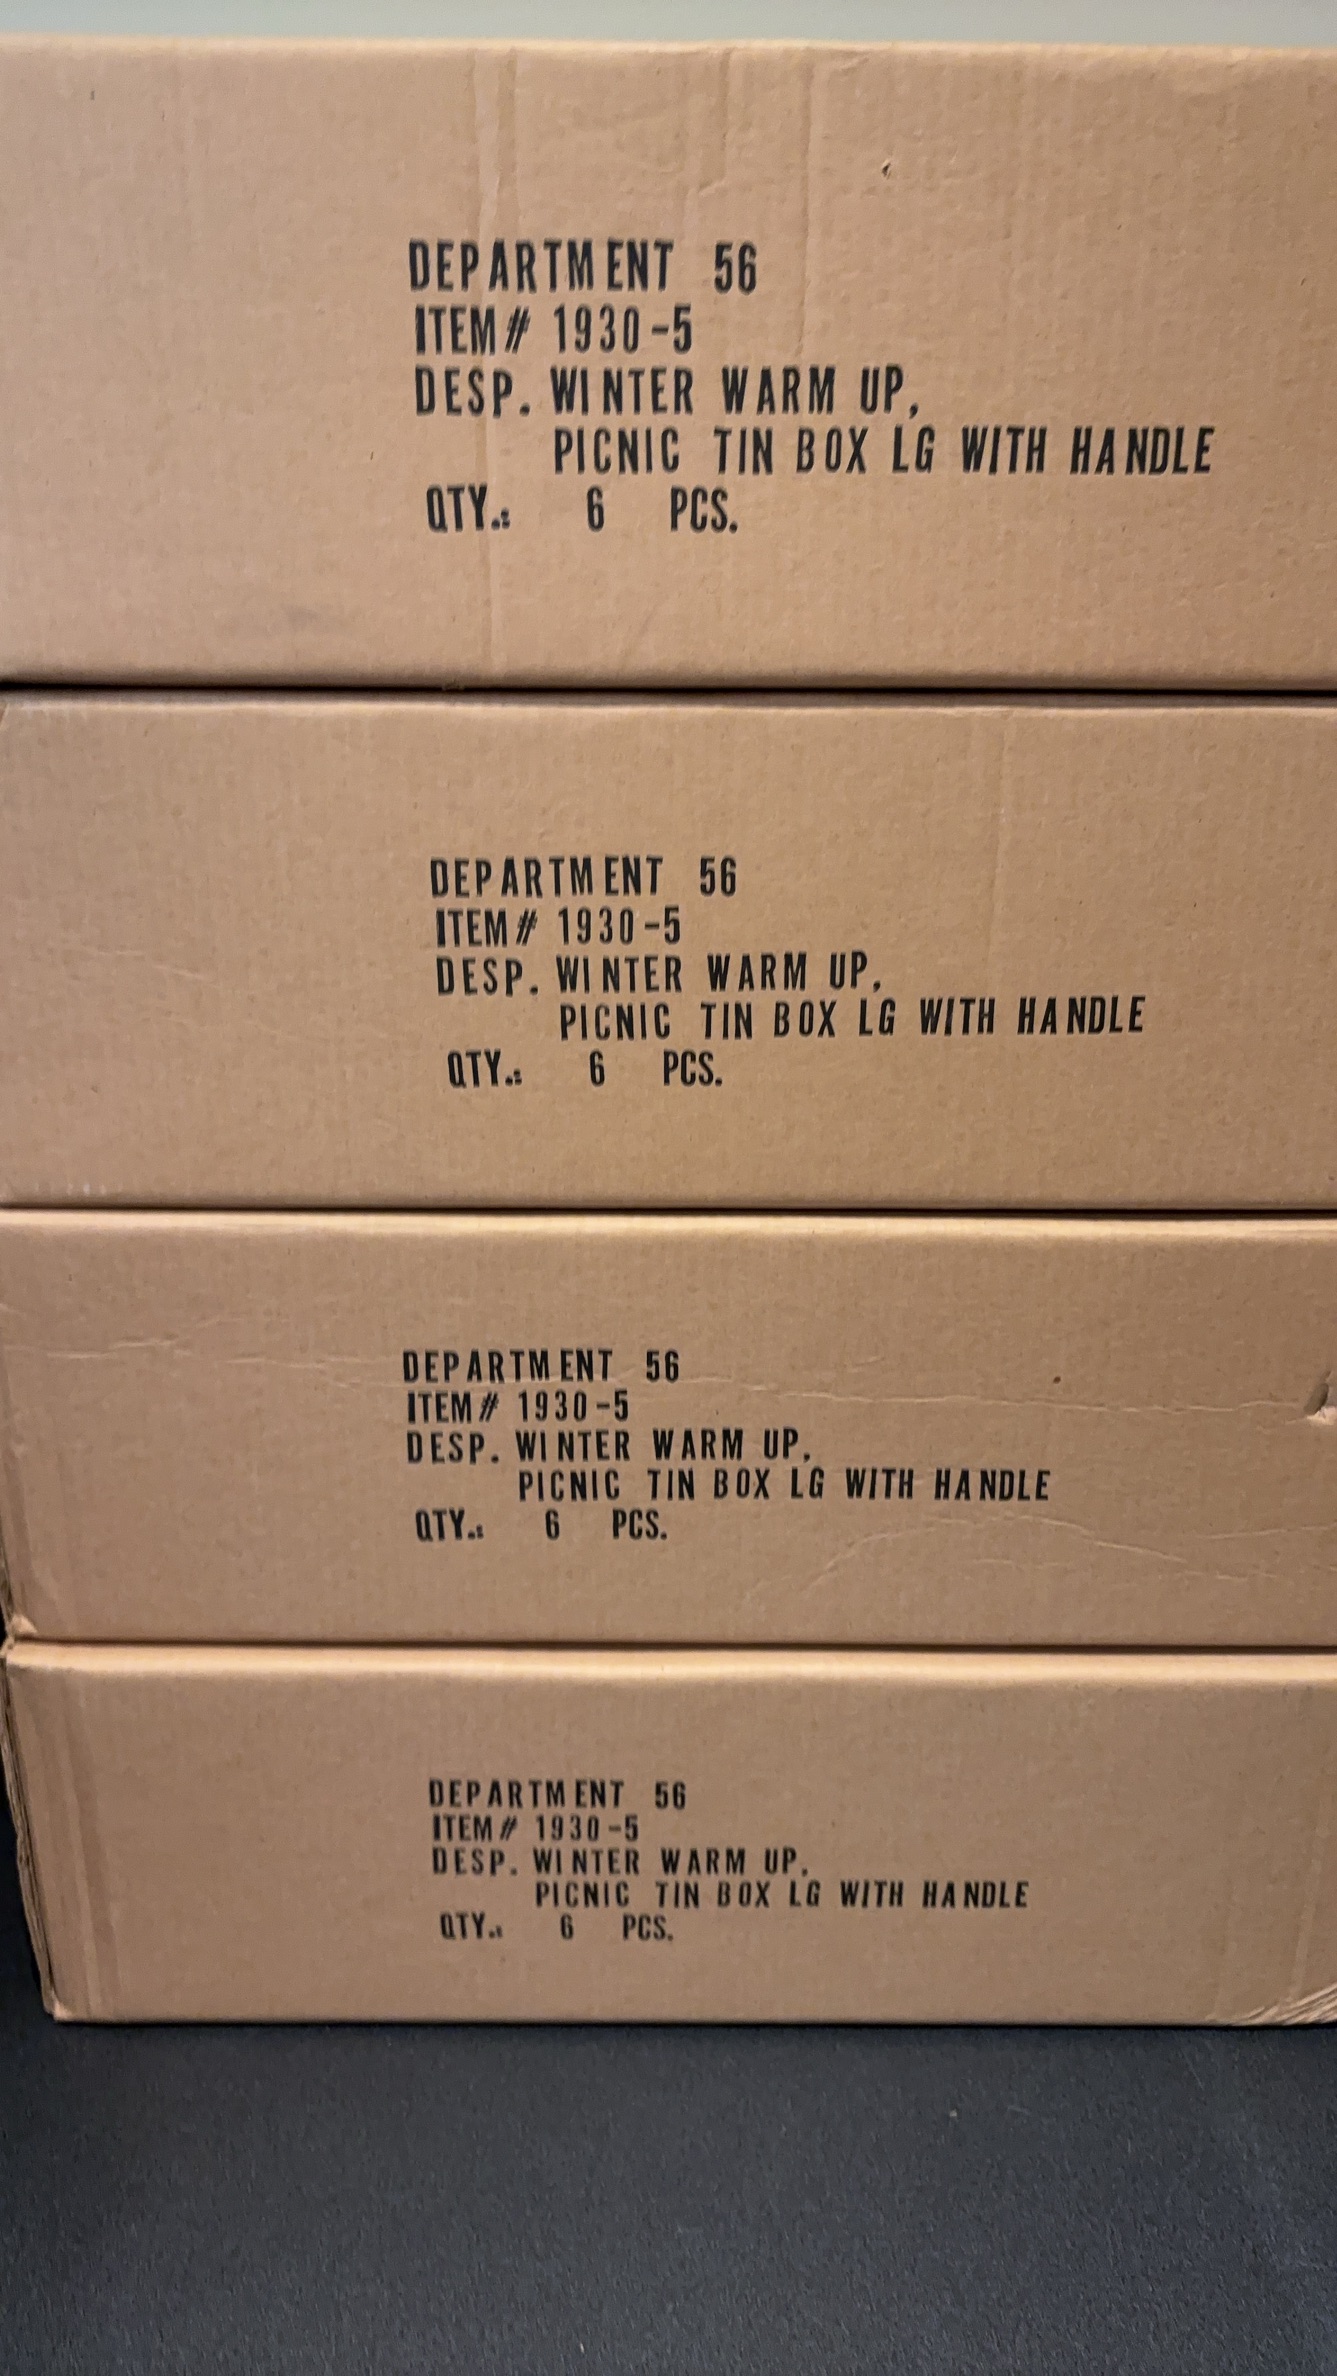 DEPARTMENT 56
ITEM# 1930-5
DESP. WINTER WARM UP,
PICNIC TIN BOX LG WITH HANDLE
QTY.: 6 PCS.
DEPARTMENT 56
ITEM# 1930-5
DESP. WINTER WARM UP,
PICNIC TIN BOX LG WITH HANDLE
QTY.: 6 PCS.
DEPARTMENT 56
ITEM# 1930-5
DESP. WINTER WARM UP,
PICNIC TIN BOX LG WITH HANDLE
QTY.: 6 PCS.
DEPARTMENT 56
ITEM# 1930-5
DESP. WINTER WARM UP,
PICNIC TIN BOX LG WITH HANDLE
QTY.: 6 PCS.